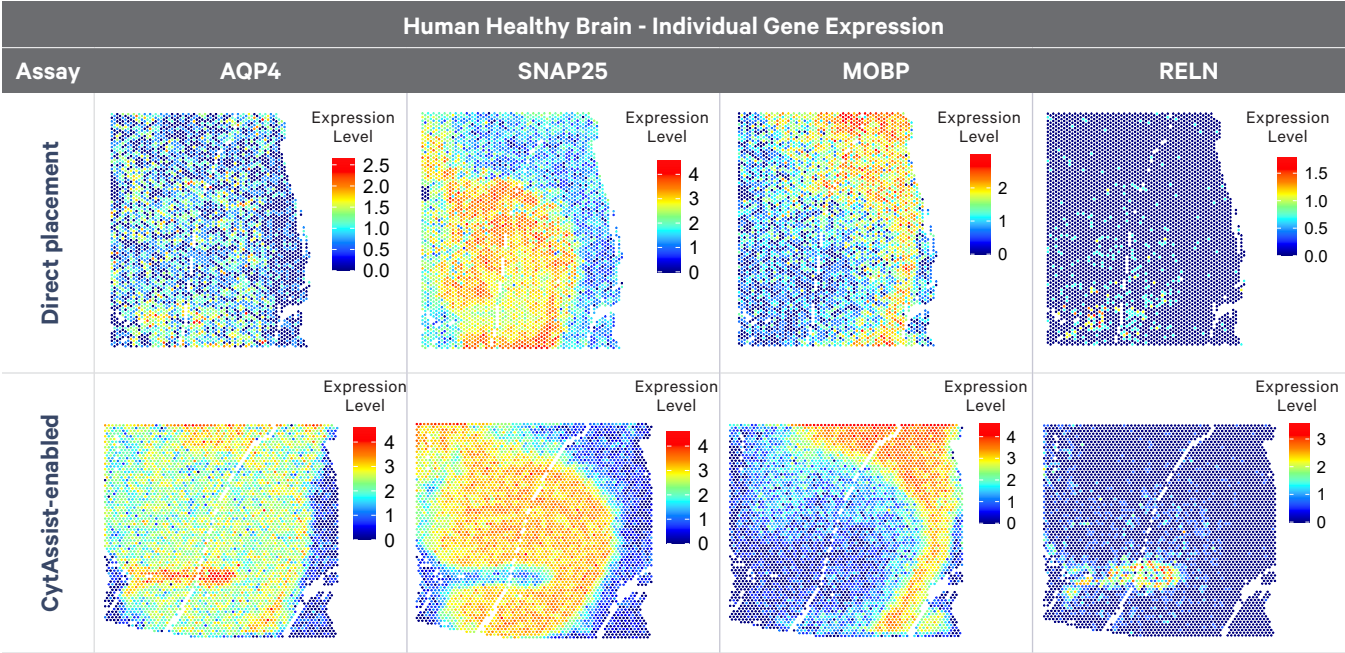 Human Healthy Brain - Individual Gene Expression
Assay AQP4 SNAP25 MOBP RELN
Direct placement
Expression
Level
2.5
2.0
1.5
1.0
0.5
0.0
Expression
Level
4
3
2
1
0
Expression
Level
2
1
0
Expression
Level
1.5
1.0
0.5
0.0
CytAssist-enabled
Expression
Level
4
3
2
1
0
Expression
Level
4
3
2
1
0
Expression
Level
4
3
2
1
0
Expression
Level
3
2
1
0